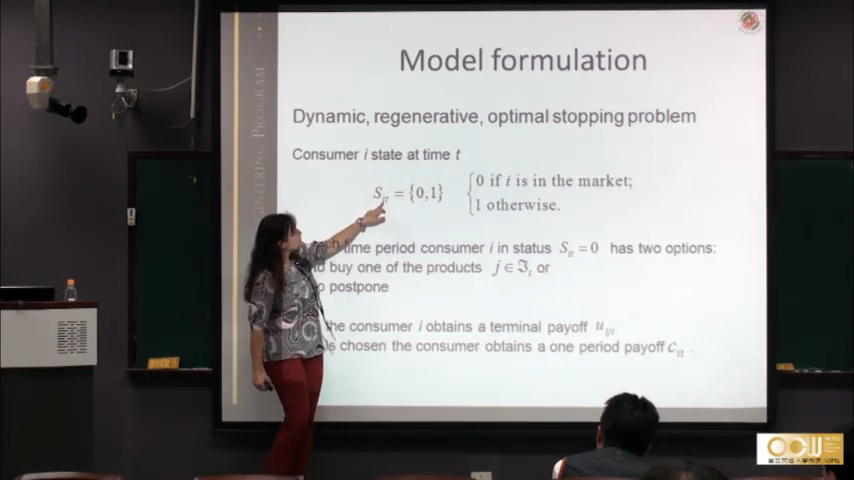 Model formulation
Dynamic, regenerative, optimal stopping problem
Consumer i state at time t
S_it = {0,1} {0 if i is in the market;
1 otherwise.
time period consumer i in status S_it = 0 has two options:
to buy one of the products j ∈ ℑ_t or
postpone
the consumer i obtains a terminal payoff u_ijt
is chosen the consumer obtains a one period payoff c_it.
PROGRAM
OCW